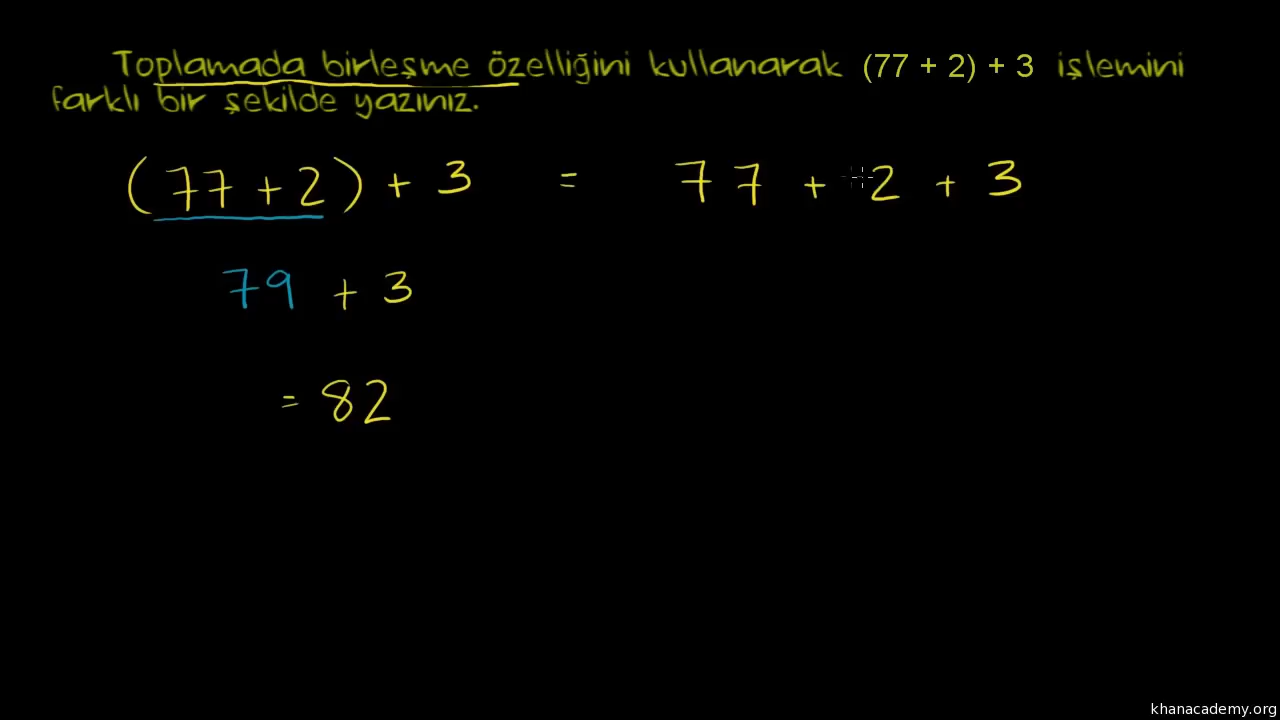 Toplamada birleşme özelliğini kullanarak (77 + 2) + 3 işlemini
farklı bir şekilde yazınız.
(77 + 2) + 3 = 77 + 2 + 3
79 + 3
= 82
khanacademy.org